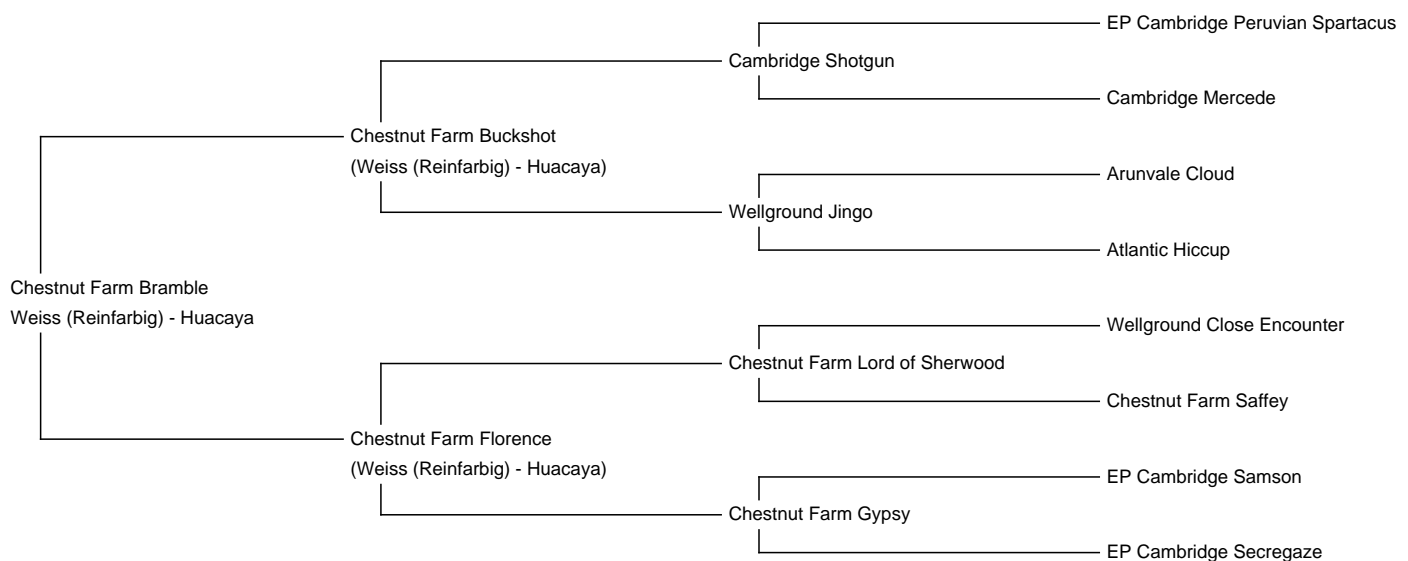 EP Cambridge Peruvian Spartacus
Cambridge Shotgun
Cambridge Mercede
Chestnut Farm Buckshot
(Weiss (Reinfarbig) - Huacaya)
Arunvale Cloud
Wellground Jingo
Atlantic Hiccup
Chestnut Farm Bramble
Weiss (Reinfarbig) - Huacaya
Wellground Close Encounter
Chestnut Farm Lord of Sherwood
Chestnut Farm Saffey
Chestnut Farm Florence
(Weiss (Reinfarbig) - Huacaya)
EP Cambridge Samson
Chestnut Farm Gypsy
EP Cambridge Secregaze